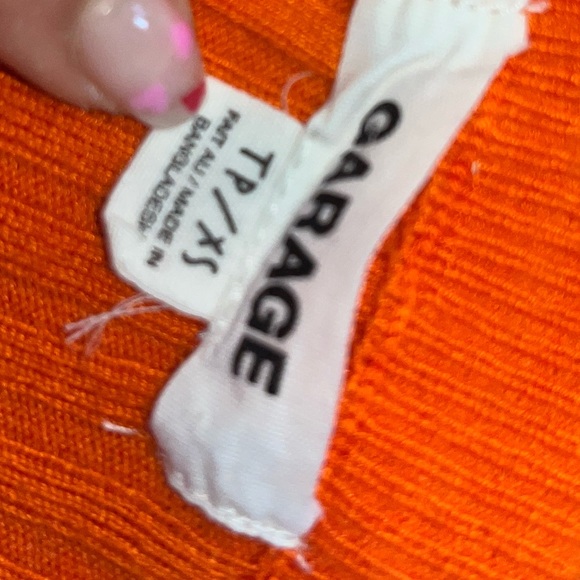 GARAGE
TP/XS
FAIT AU / MADE IN
BANGLADESH